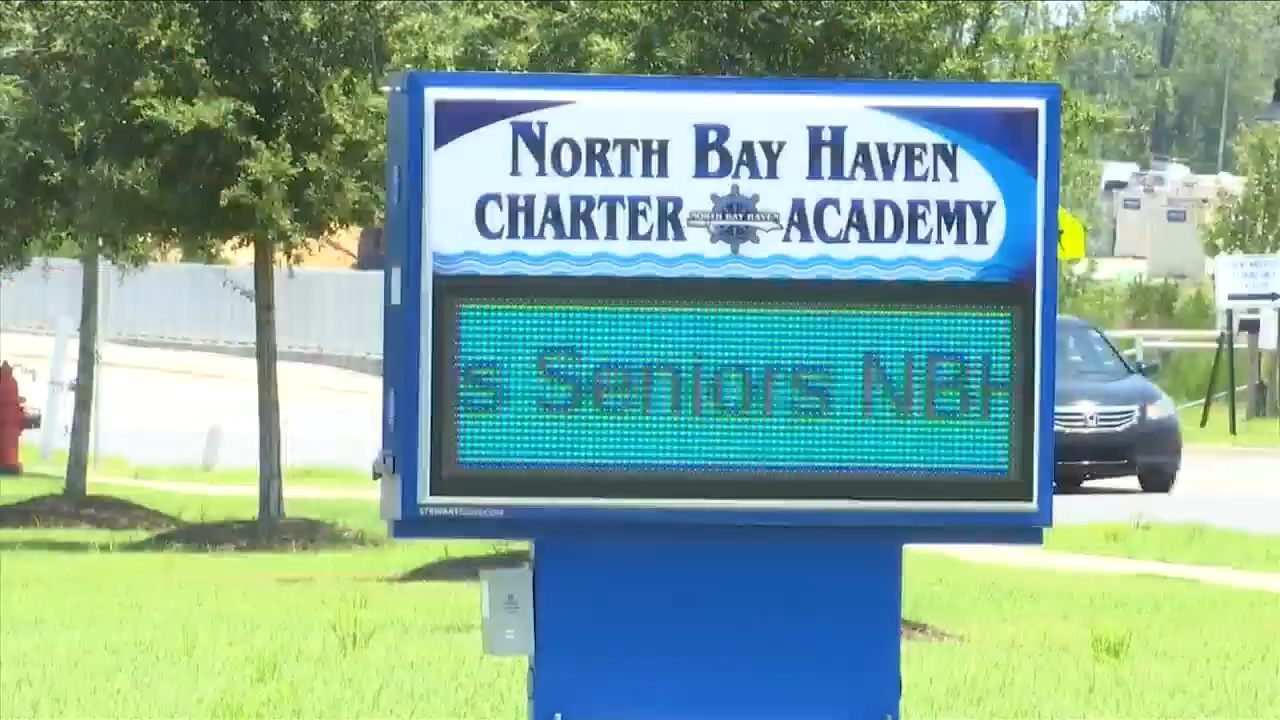 NORTH BAY HAVEN
CHARTER ACADEMY
NORTH BAY HAVEN
s Seniors NBH